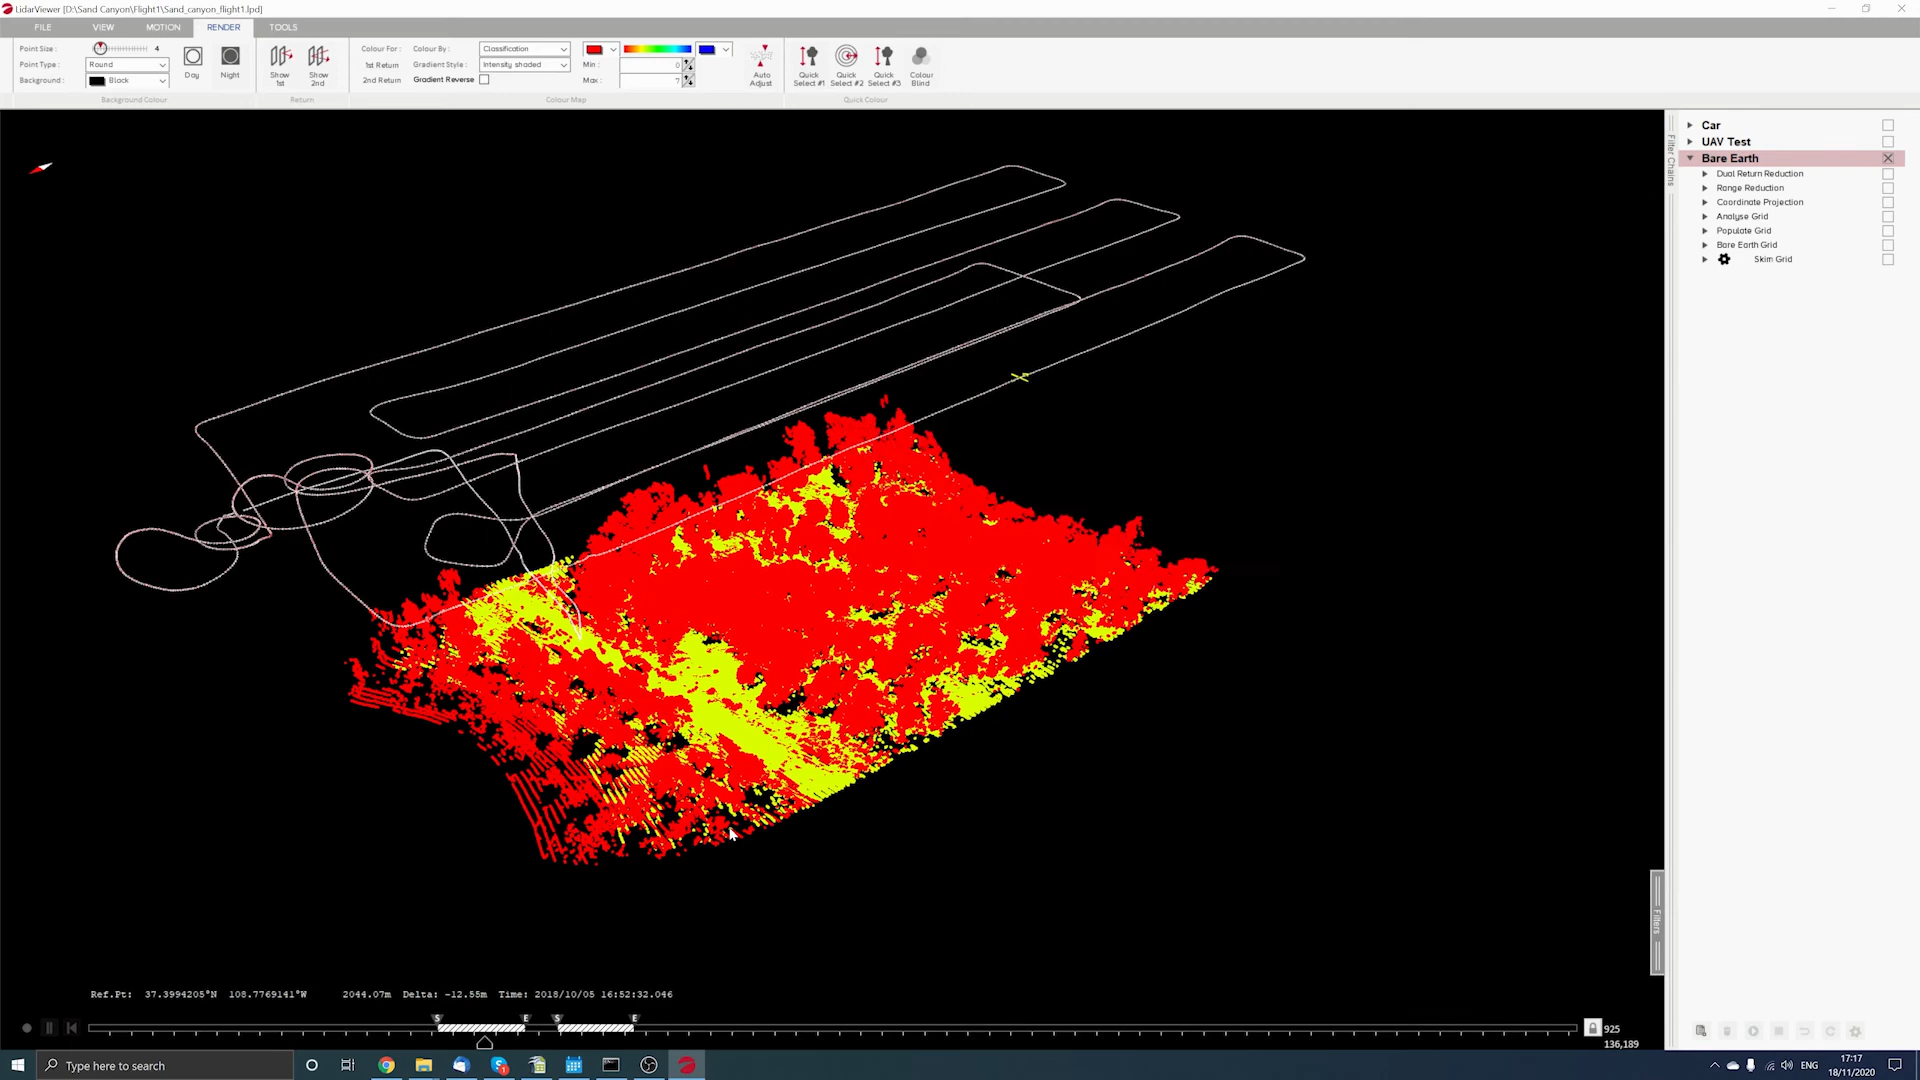 LidarViewer [D:\Sand Canyon\Flight1\Sand_canyon_flight1.lpd]
FILE VIEW MOTION RENDER TOOLS
Point Size : 4
Point Type : Round
Background : Black
Day
Night
Background Colour
Show 1st
Show 2nd
Return
Colour For : Colour By : Classification
1st Return Gradient Style : Intensity shaded Min : 0
2nd Return Gradient Reverse Max : 7
Colour Map
Auto Adjust
Quick Select #1
Quick Select #2
Quick Select #3
Colour Blind
Quick Colour
Filter Chains
Car
UAV Test
Bare Earth
Dual Return Reduction
Range Reduction
Coordinate Projection
Analyse Grid
Populate Grid
Bare Earth Grid
Skim Grid
Filters
Ref.Pt: 37.3994205°N 108.7769141°W 2044.07m Delta: -12.55m Time: 2018/10/05 16:52:32.046
S E S E
925
136,189
Type here to search
ENG
17:17
18/11/2020